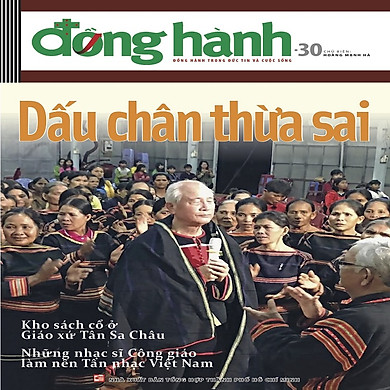 đồng hành
-30
CHỦ BIÊN:
HOÀNG MẠNH HÀ
ĐỒNG HÀNH TRONG ĐỨC TIN VÀ CUỘC SỐNG
Dấu chân thừa sai
Kho sách cổ ở
Giáo xứ Tân Sa Châu
Những nhạc sĩ Công giáo
làm nên Tân nhạc Việt Nam
NHÀ XUẤT BẢN TỔNG HỢP THÀNH PHỐ HỒ CHÍ MINH